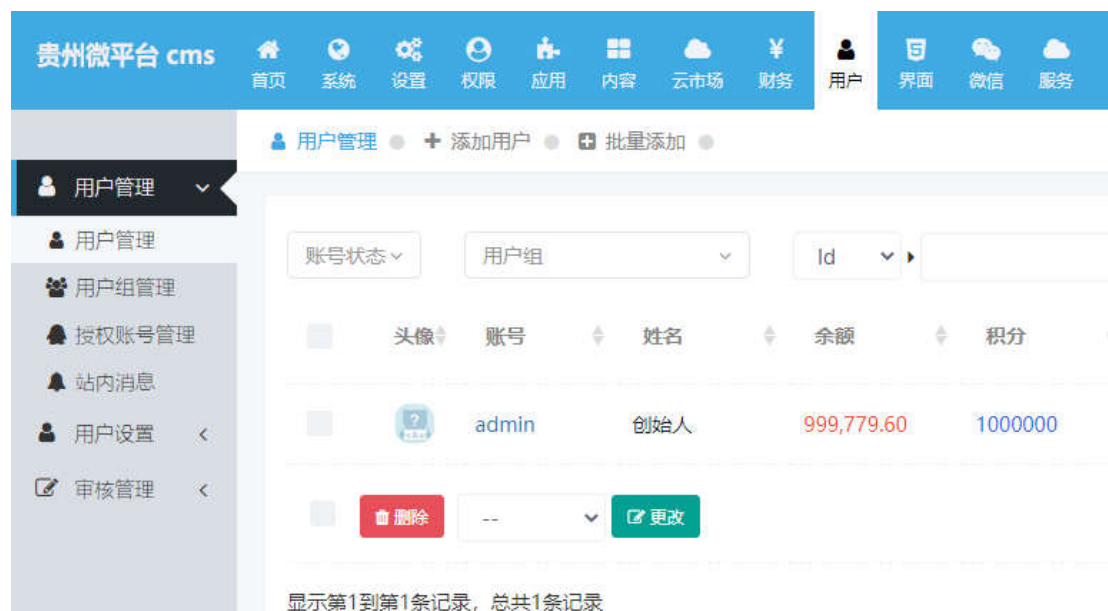 贵州微平台 cms
首页 系统 设置 权限 应用 内容 云市场 财务 用户 界面 微信 服务
用户管理 添加用户 批量添加
用户管理
用户管理
用户组管理
授权账号管理
站内消息
用户设置
审核管理
账号状态 用户组 Id
头像 账号 姓名 余额 积分
admin 创始人 999,779.60 1000000
删除 -- 更改
显示第1到第1条记录，总共1条记录